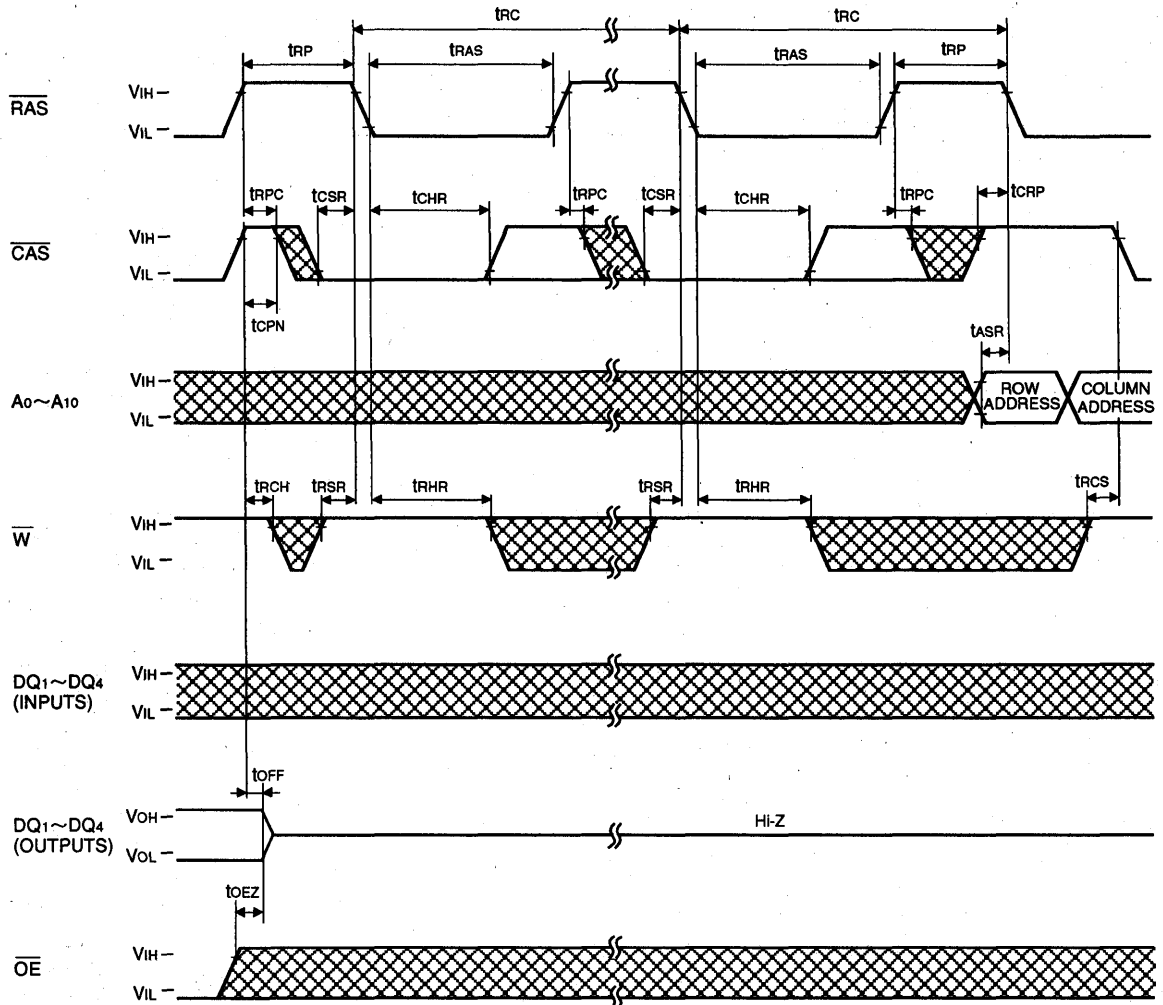 tRC tRC
tRP tRAS tRAS tRP
RAS
VIH
VIL
tRPC tCSR tCHR tRPC tCSR tCHR tRPC tCRP
CAS
VIH
VIL
tCPN
tASR
A0~A10
VIH
VIL
ROW ADDRESS
COLUMN ADDRESS
tRCH tRSR tRHR tRSR tRHR tRCS
W
VIH
VIL
DQ1~DQ4
(INPUTS)
VIH
VIL
tOFF
DQ1~DQ4
(OUTPUTS)
VOH
VOL
Hi-Z
tOEZ
OE
VIH
VIL